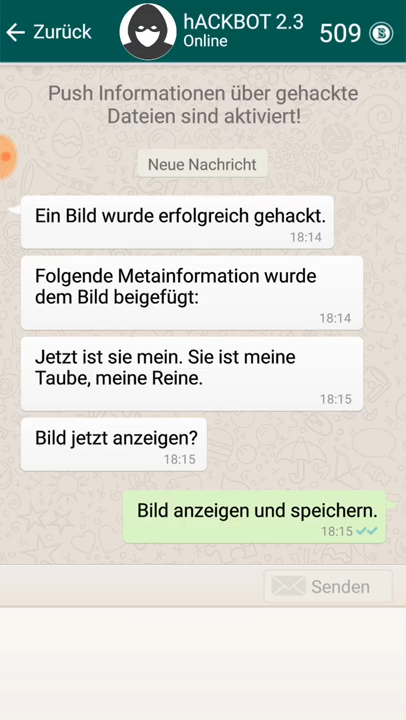 Zurück
hACKBOT 2.3
Online
509
Push Informationen über gehackte
Dateien sind aktiviert!
Neue Nachricht
Ein Bild wurde erfolgreich gehackt.
18:14
Folgende Metainformation wurde
dem Bild beigefügt:
18:14
Jetzt ist sie mein. Sie ist meine
Taube, meine Reine.
18:15
Bild jetzt anzeigen?
18:15
Bild anzeigen und speichern.
18:15
Senden